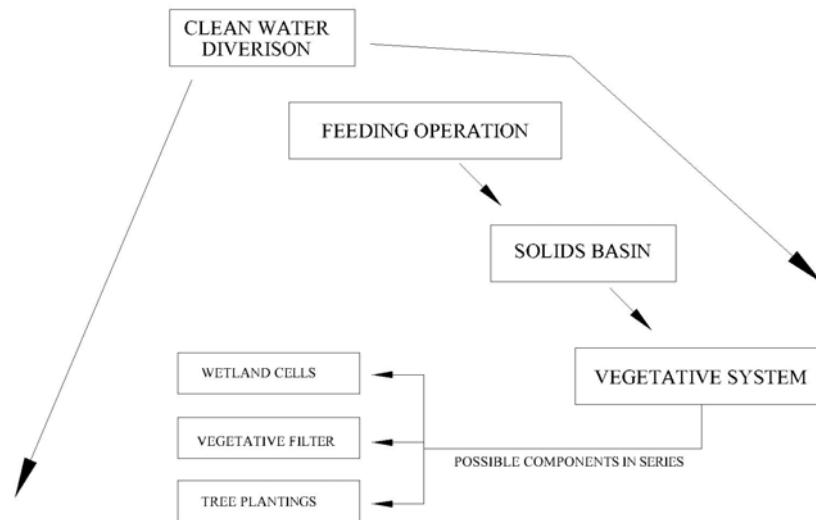 CLEAN WATER
DIVERISON
FEEDING OPERATION
SOLIDS BASIN
VEGETATIVE SYSTEM
WETLAND CELLS
VEGETATIVE FILTER
POSSIBLE COMPONENTS IN SERIES
TREE PLANTINGS